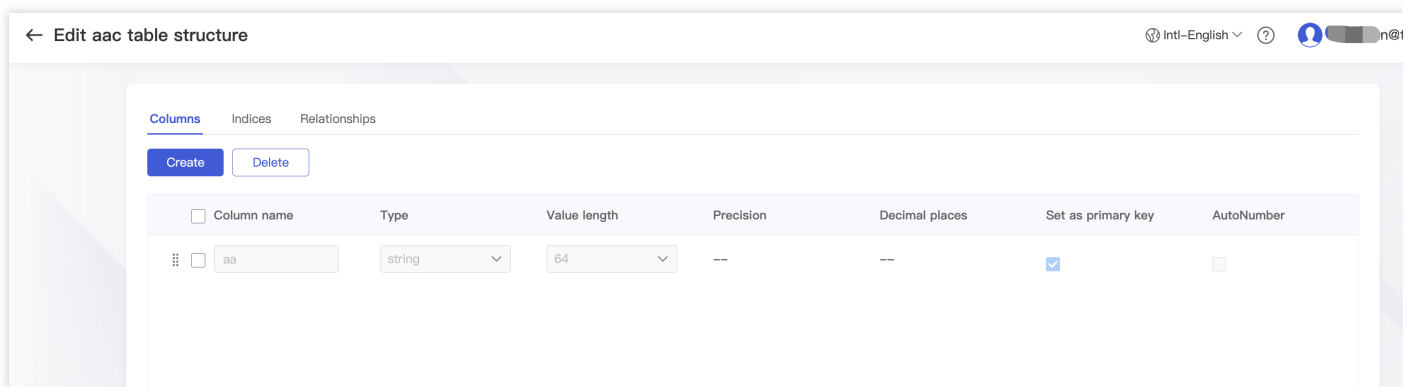 ← Edit aac table structure
Intl-English
n@
Columns Indices Relationships
Create Delete
Column name Type Value length Precision Decimal places Set as primary key AutoNumber
aa string 64 -- --